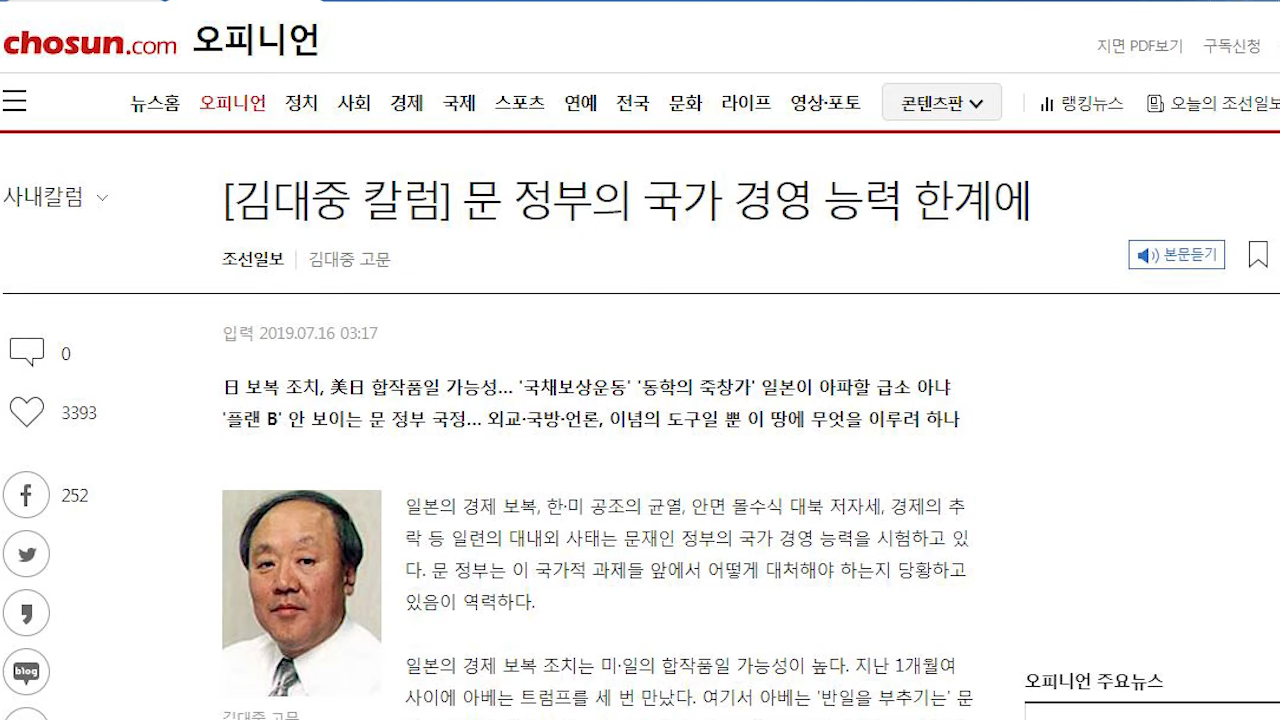 chosun.com 오피니언
지면 PDF보기 구독신청
뉴스홈 오피니언 정치 사회 경제 국제 스포츠 연예 전국 문화 라이프 영상·포토 콘텐츠판 랭킹뉴스 오늘의 조선일보
사내칼럼
[김대중 칼럼] 문 정부의 국가 경영 능력 한계에
조선일보 김대중 고문
본문듣기
입력 2019.07.16 03:17
0
3393
日 보복 조치, 美日 합작품일 가능성... '국채보상운동' '동학의 죽창가' 일본이 아파할 급소 아냐
'플랜 B' 안 보이는 문 정부 국정... 외교·국방·언론, 이념의 도구일 뿐 이 땅에 무엇을 이루려 하나
252
일본의 경제 보복, 한·미 공조의 균열, 안면 몰수식 대북 저자세, 경제의 추
락 등 일련의 대내외 사태는 문재인 정부의 국가 경영 능력을 시험하고 있
다. 문 정부는 이 국가적 과제들 앞에서 어떻게 대처해야 하는지 당황하고
있음이 역력하다.
blog
일본의 경제 보복 조치는 미·일의 합작품일 가능성이 높다. 지난 1개월여
사이에 아베는 트럼프를 세 번 만났다. 여기서 아베는 '반일을 부추기는' 문
오피니언 주요뉴스
김대중 고문